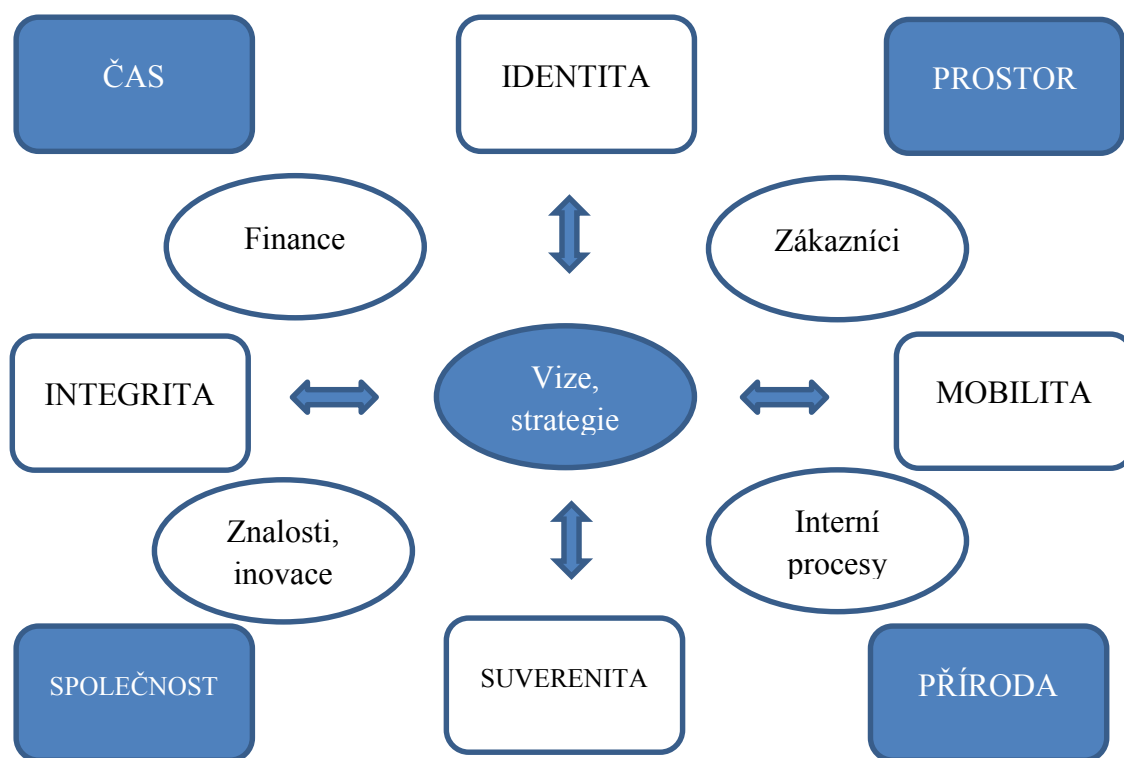 ČAS
IDENTITA
PROSTOR
Finance
Zákazníci
INTEGRITA
Vize,
strategie
MOBILITA
Znalosti,
inovace
Interní
procesy
SPOLEČNOST
SUVERENITA
PŘÍRODA